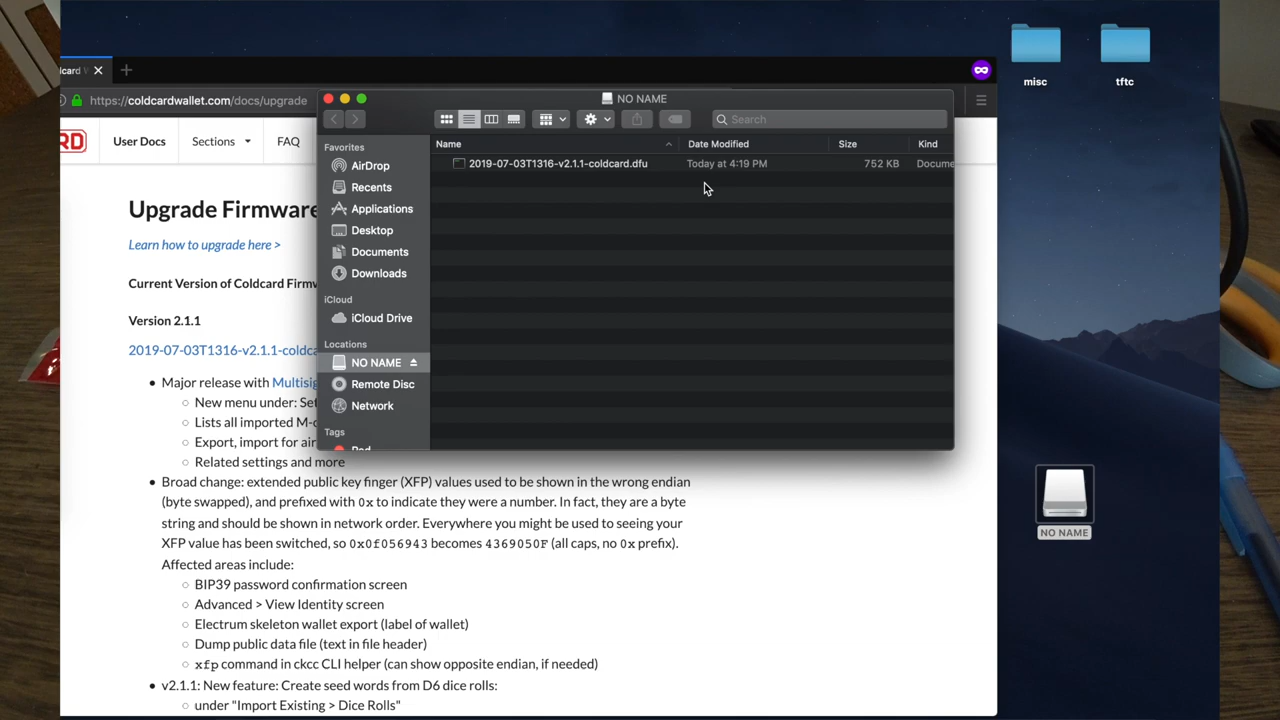 misc
tftc
dcard
https://coldcardwallet.com/docs/upgrade
NO NAME
RD
User Docs
Sections
FAQ
Search
Name
Date Modified
Size
Kind
2019-07-03T1316-v2.1.1-coldcard.dfu
Today at 4:19 PM
752 KB
Docume
Favorites
AirDrop
Recents
Applications
Desktop
Documents
Downloads
iCloud
iCloud Drive
Locations
NO NAME
Remote Disc
Network
Tags
Red
Upgrade Firmware
Learn how to upgrade here >
Current Version of Coldcard Firmw
Version 2.1.1
2019-07-03T1316-v2.1.1-coldca
• Major release with Multisig
○ New menu under: Set
○ Lists all imported M-o
○ Export, import for air
○ Related settings and more
• Broad change: extended public key finger (XFP) values used to be shown in the wrong endian
(byte swapped), and prefixed with 0x to indicate they were a number. In fact, they are a byte
string and should be shown in network order. Everywhere you might be used to seeing your
XFP value has been switched, so 0x0f056943 becomes 4369050F (all caps, no 0x prefix).
Affected areas include:
○ BIP39 password confirmation screen
○ Advanced > View Identity screen
○ Electrum skeleton wallet export (label of wallet)
○ Dump public data file (text in file header)
○ xfp command in ckcc CLI helper (can show opposite endian, if needed)
• v2.1.1: New feature: Create seed words from D6 dice rolls:
○ under "Import Existing > Dice Rolls"
NO NAME